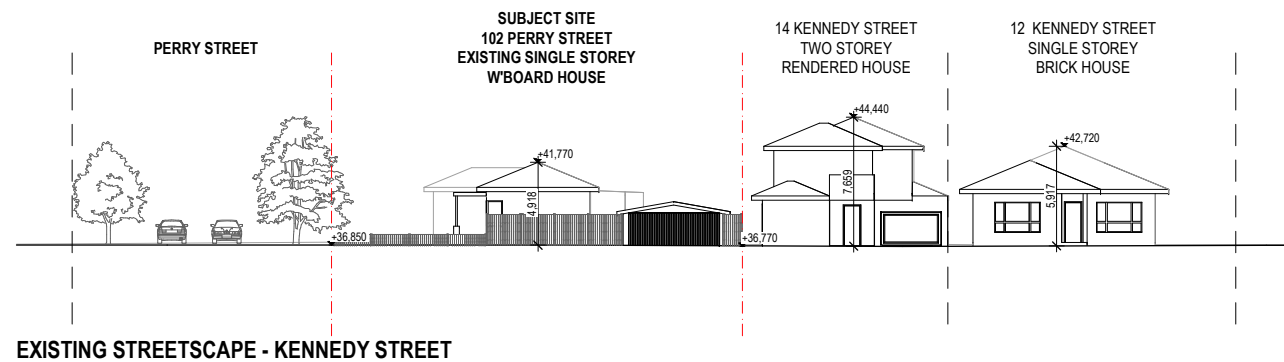 PERRY STREET
SUBJECT SITE
102 PERRY STREET
EXISTING SINGLE STOREY
W'BOARD HOUSE
14 KENNEDY STREET
TWO STOREY
RENDERED HOUSE
12 KENNEDY STREET
SINGLE STOREY
BRICK HOUSE
+44,440
+42,720
+41,770
4,918
7,659
5,917
+36.850
+36,770
EXISTING STREETSCAPE - KENNEDY STREET